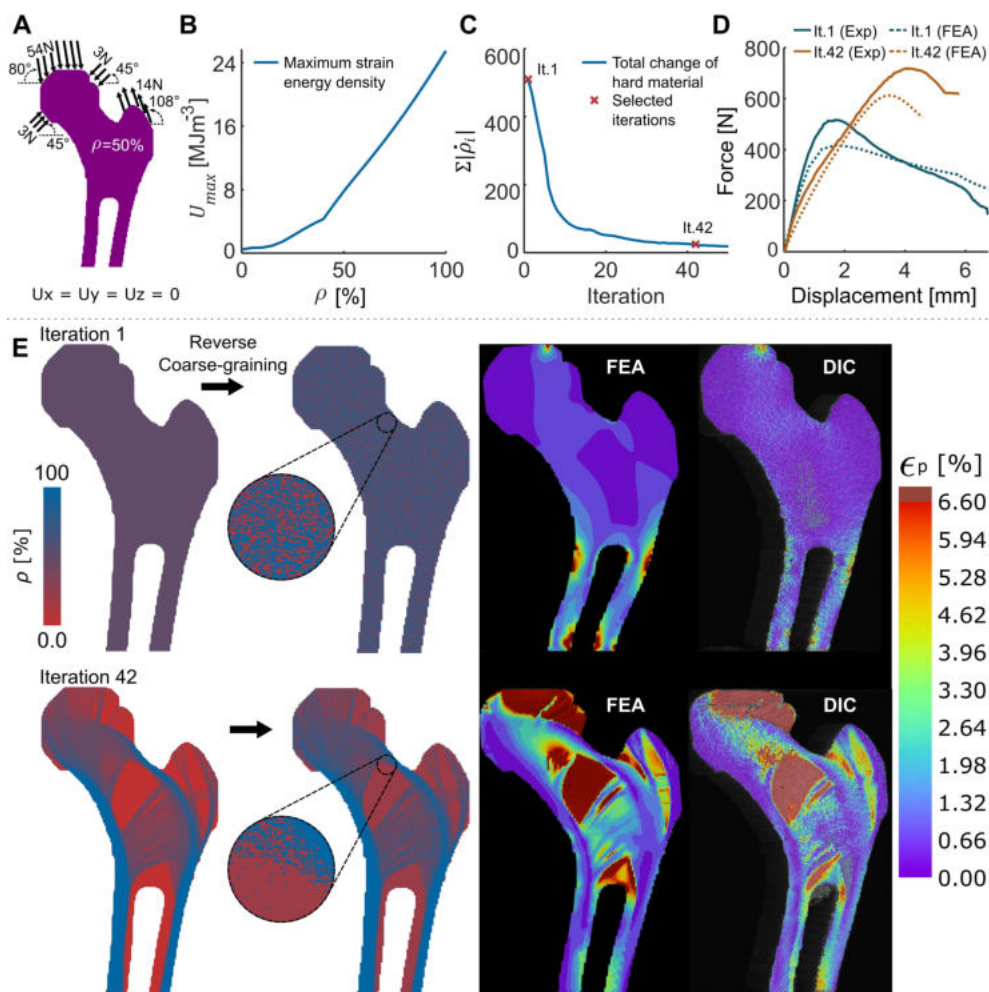 A
54N
3N
80°
45°
14N
108°
3N
45°
ρ=50%
Ux = Uy = Uz = 0
B
Maximum strain
energy density
U_max [MJm⁻³]
24
16
8
0
0
50
100
ρ [%]
C
It.1
Total change of
hard material
Selected
iterations
It.42
Σ|ρ̇ᵢ|
600
400
200
0
0
20
40
Iteration
D
It.1 (Exp)
It.1 (FEA)
It.42 (Exp)
It.42 (FEA)
Force [N]
800
600
400
200
0
0
2
4
6
Displacement [mm]
E
Iteration 1
Reverse
Coarse-graining
100
ρ [%]
0.0
FEA
DIC
Iteration 42
FEA
DIC
ϵp [%]
6.60
5.94
5.28
4.62
3.96
3.30
2.64
1.98
1.32
0.66
0.00